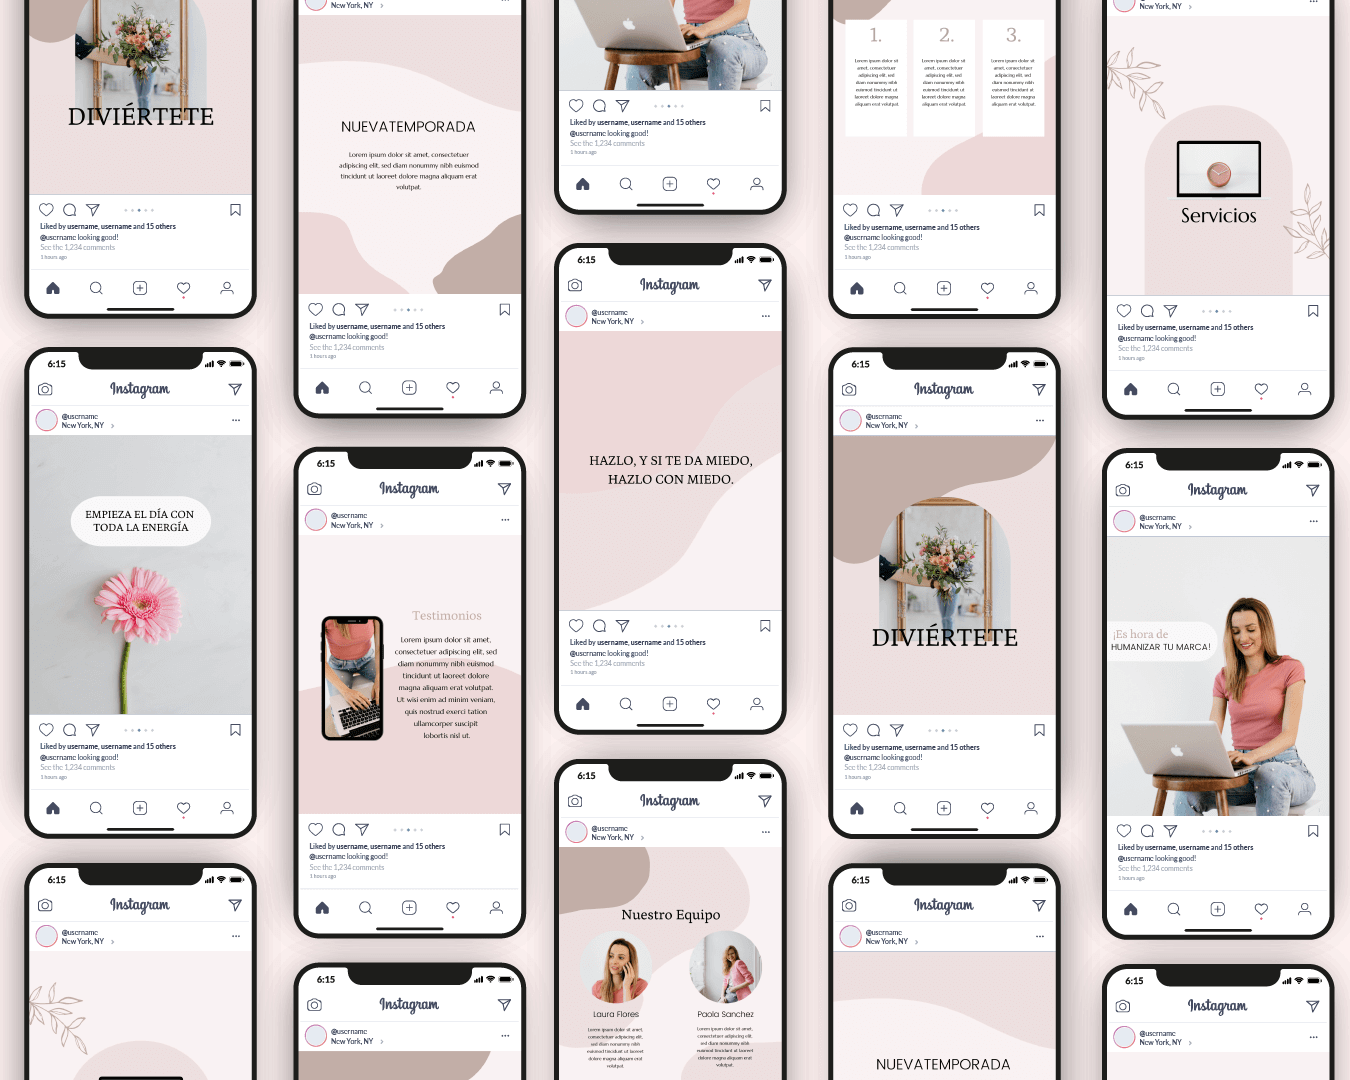 DIVIÉRTETE
Liked by username, username and 15 others
@username looking good!
See the 1,234 comments
1 hours ago
6:15
Instagram
@username
New York, NY
EMPIEZA EL DÍA CON
TODA LA ENERGÍA
Liked by username, username and 15 others
@username looking good!
See the 1,234 comments
1 hours ago
6:15
Instagram
@username
New York, NY
New York, NY
NUEVATEMPORADA
Lorem ipsum dolor sit amet, consectetuer
adipiscing elit, sed diam nonummy nibh euismod
tincidunt ut laoreet dolore magna aliquam erat
volutpat.
Liked by username, username and 15 others
@username looking good!
See the 1,234 comments
1 hours ago
6:15
Instagram
@username
New York, NY
Testimonios
Lorem ipsum dolor sit amet,
consectetuer adipiscing elit, sed
diam nonummy nibh euismod
tincidunt ut laoreet dolore
magna aliquam erat volutpat.
Ut wisi enim ad minim veniam,
quis nostrud exerci tation
ullamcorper suscipit
lobortis nisl ut.
Liked by username, username and 15 others
@username looking good!
See the 1,234 comments
1 hours ago
6:15
Instagram
@username
New York, NY
Liked by username, username and 15 others
@username looking good!
See the 1,234 comments
1 hours ago
6:15
Instagram
@username
New York, NY
HAZLO, Y SI TE DA MIEDO,
HAZLO CON MIEDO.
Liked by username, username and 15 others
@username looking good!
See the 1,234 comments
1 hours ago
6:15
Instagram
@username
New York, NY
Nuestro Equipo
Laura Flores
Lorem ipsum dolor sit amet,
consectetuer adipiscing elit,
sed diam nonummy nibh
euismod tincidunt ut laoreet
dolore magna aliquam erat
volutpat.
Paola Sanchez
Lorem ipsum dolor sit amet,
consectetuer adipiscing elit,
sed diam nonummy nibh
euismod tincidunt ut laoreet
dolore magna aliquam erat
volutpat.
1.
Lorem ipsum dolor sit
amet, consectetuer
adipiscing elit, sed
diam nonummy nibh
euismod tincidunt ut
laoreet dolore magna
aliquam erat volutpat.
2.
Lorem ipsum dolor sit
amet, consectetuer
adipiscing elit, sed
diam nonummy nibh
euismod tincidunt ut
laoreet dolore magna
aliquam erat volutpat.
3.
Lorem ipsum dolor sit
amet, consectetuer
adipiscing elit, sed
diam nonummy nibh
euismod tincidunt ut
laoreet dolore magna
aliquam erat volutpat.
Liked by username, username and 15 others
@username looking good!
See the 1,234 comments
1 hours ago
6:15
Instagram
@username
New York, NY
DIVIÉRTETE
Liked by username, username and 15 others
@username looking good!
See the 1,234 comments
1 hours ago
6:15
Instagram
@username
New York, NY
NUEVATEMPORADA
New York, NY
Servicios
Liked by username, username and 15 others
@username looking good!
See the 1,234 comments
1 hours ago
6:15
Instagram
@username
New York, NY
¡Es hora de
HUMANIZAR TU MARCA!
Liked by username, username and 15 others
@username looking good!
See the 1,234 comments
1 hours ago
6:15
Instagram
@username
New York, NY